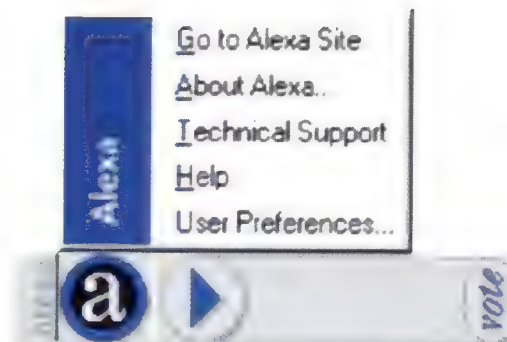 Go to Alexa Site
About Alexa..
Technical Support
Help
User Preferences...
Alexa
a
vote